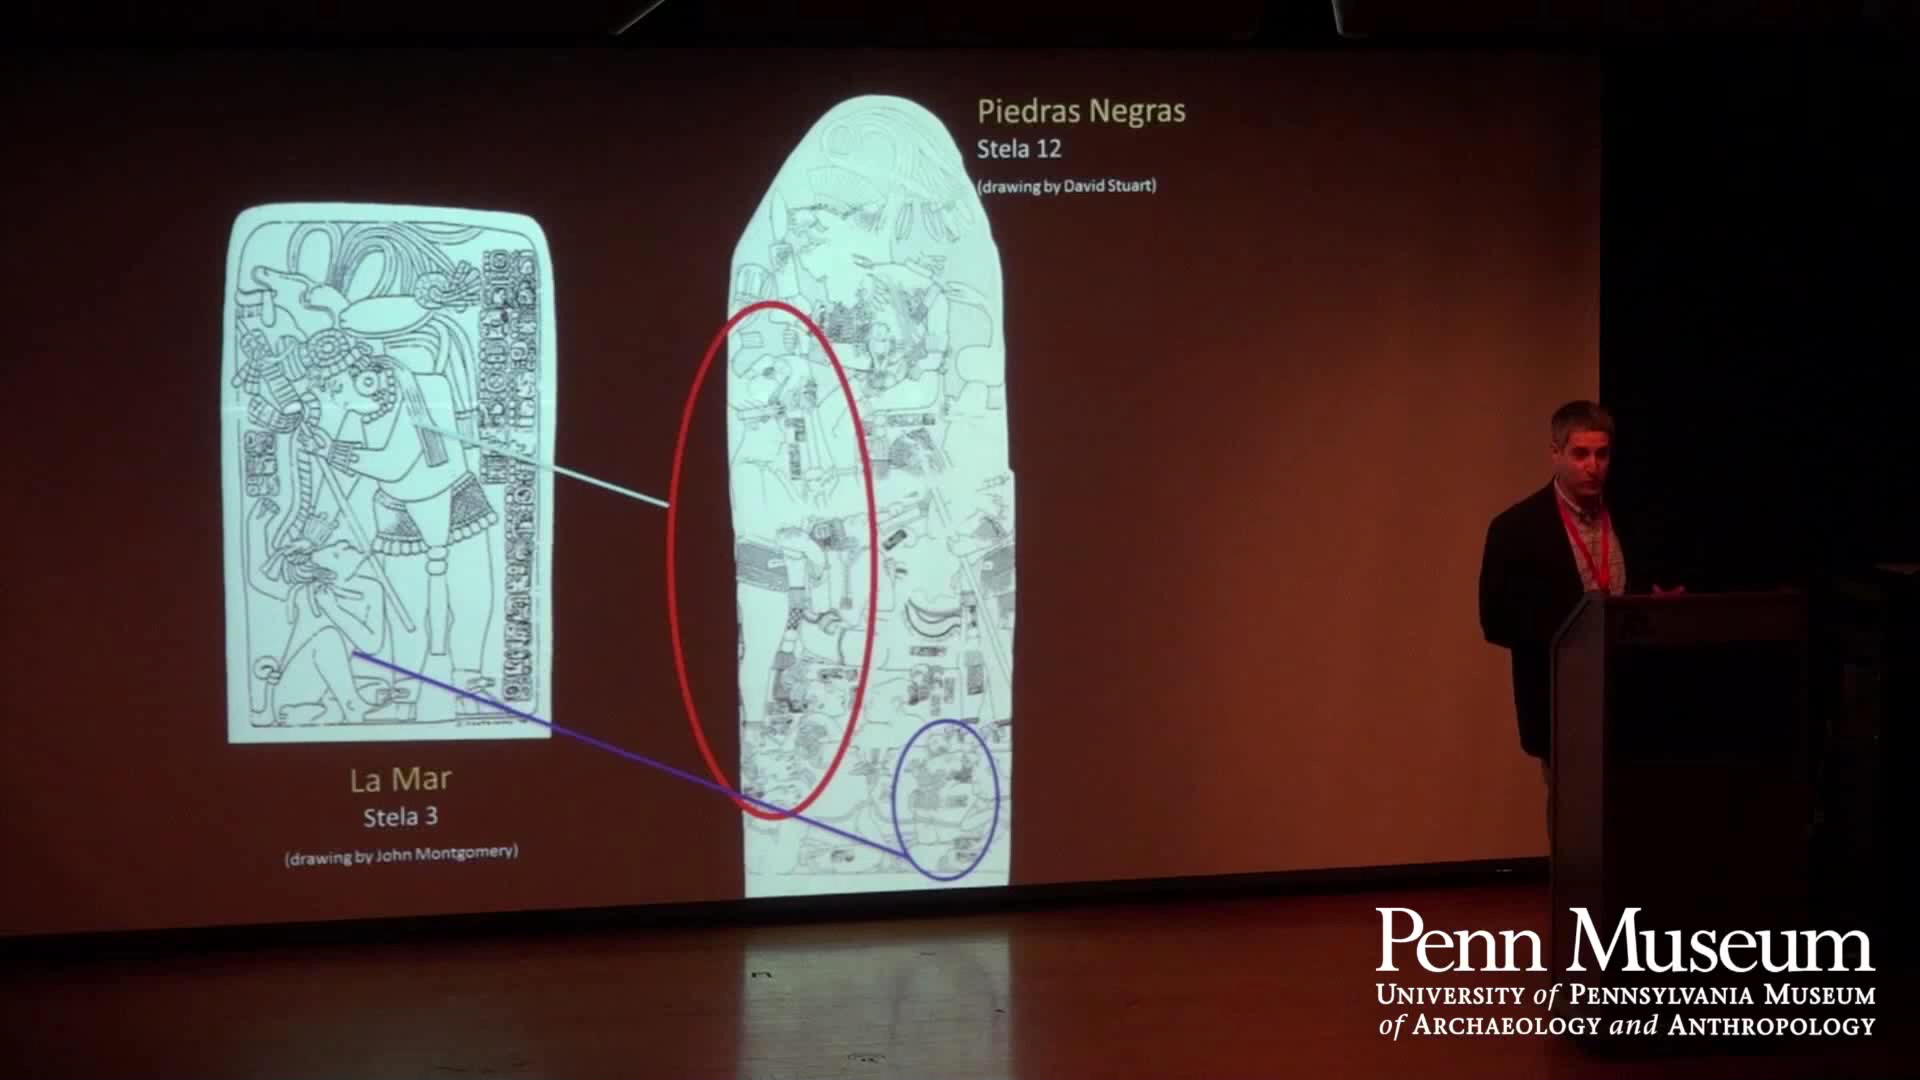 Piedras Negras
Stela 12
(drawing by David Stuart)
La Mar
Stela 3
(drawing by John Montgomery)
Penn Museum
UNIVERSITY of PENNSYLVANIA MUSEUM
of ARCHAEOLOGY and ANTHROPOLOGY